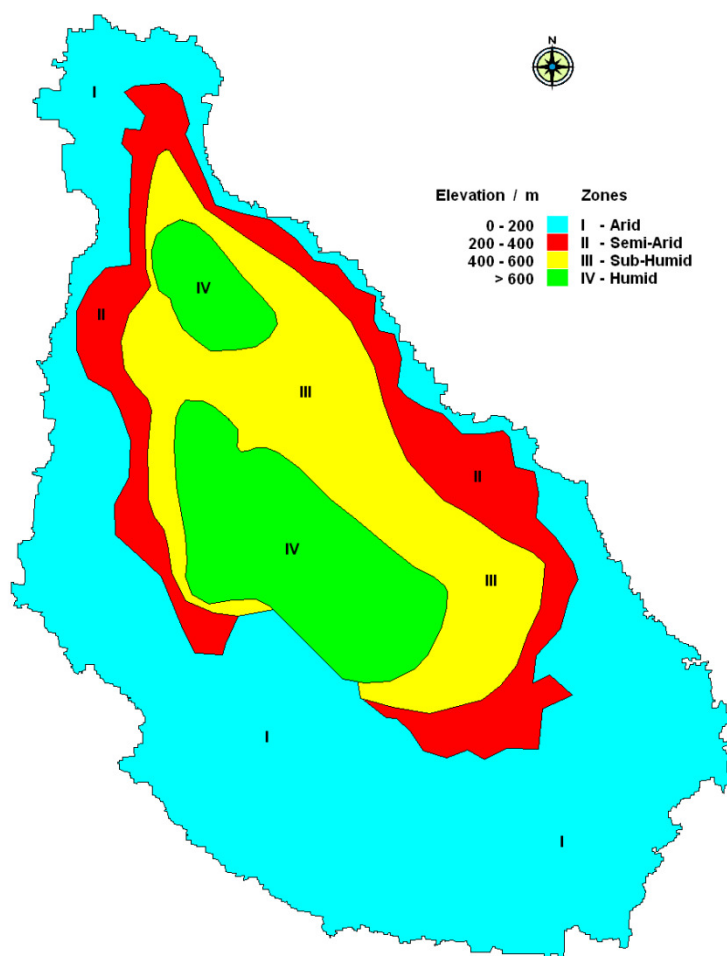 N
I
Elevation / m Zones
0 - 200 I - Arid
200 - 400 II - Semi-Arid
400 - 600 III - Sub-Humid
> 600 IV - Humid
IV
II
III
II
IV
III
I
I